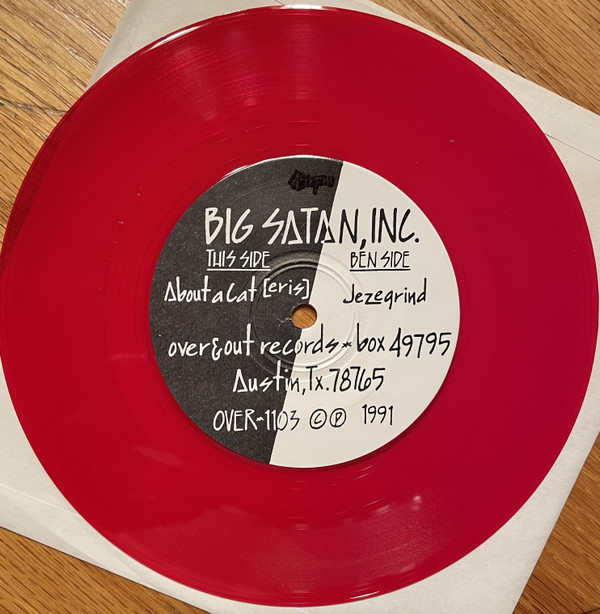 BIG SATAN, INC.
THIS SIDE BEN SIDE
About a Cat [eris] Jezegrind
over & out records * box 49795
Austin, Tx. 78765
OVER-1103 © ℗ 1991